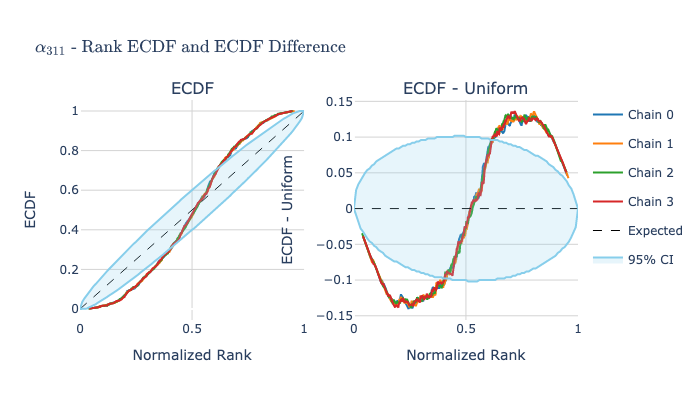 α311 - Rank ECDF and ECDF Difference
ECDF
ECDF - Uniform
1
0.8
0.6
0.4
0.2
0
0
0.5
1
ECDF
Normalized Rank
0.15
0.1
0.05
0
−0.05
−0.1
−0.15
0
0.5
1
ECDF - Uniform
Normalized Rank
Chain 0
Chain 1
Chain 2
Chain 3
Expected
95% CI